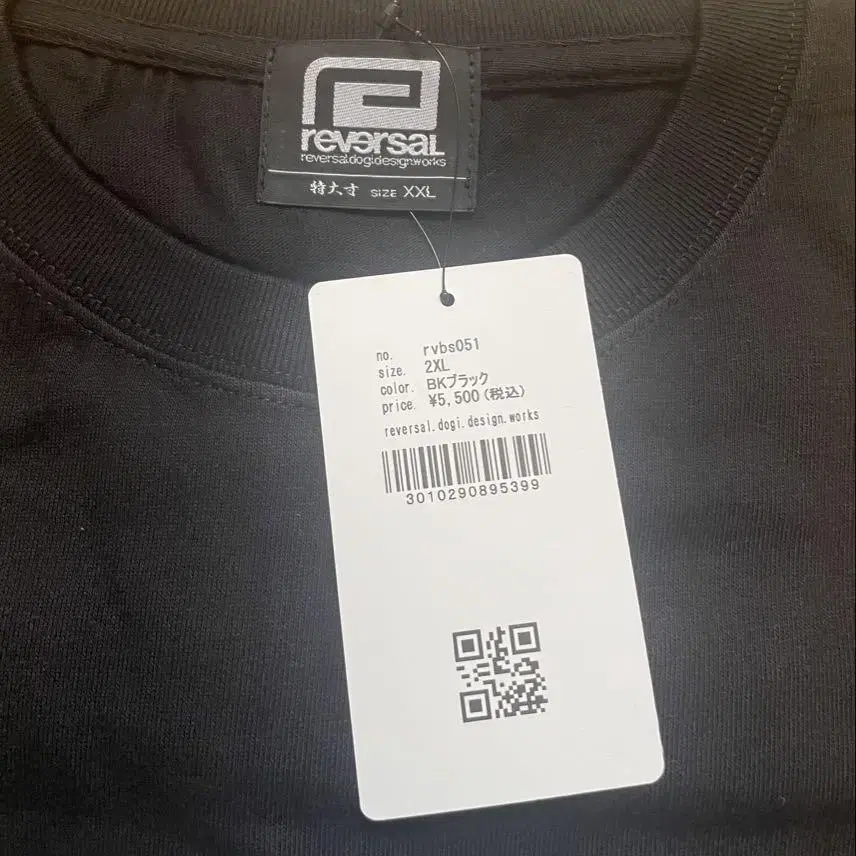 reversal
reversal.dogi.design.works
特大寸 SIZE XXL
no. rvbs051
size. 2XL
color. BKブラック
price. ¥5,500(税込)
reversal.dogi.design.works
3010290895399